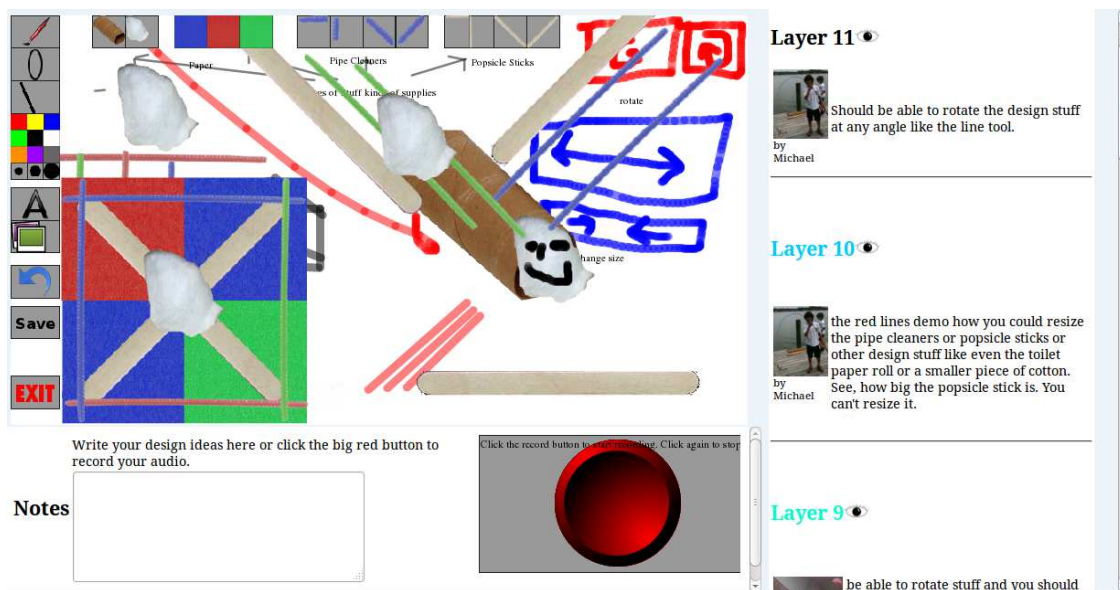 Paper
Pipe Cleaners
Popsicle Sticks
of stuff kind of supplies
rotate
hange size
A
Save
EXIT
Write your design ideas here or click the big red button to
record your audio.
Notes
Click the record button to start recording. Click again to stop
Layer 11
Should be able to rotate the design stuff
at any angle like the line tool.
by
Michael
Layer 10
the red lines demo how you could resize
the pipe cleaners or popsicle sticks or
other design stuff like even the toilet
paper roll or a smaller piece of cotton.
See, how big the popsicle stick is. You
can't resize it.
by
Michael
Layer 9
be able to rotate stuff and you should